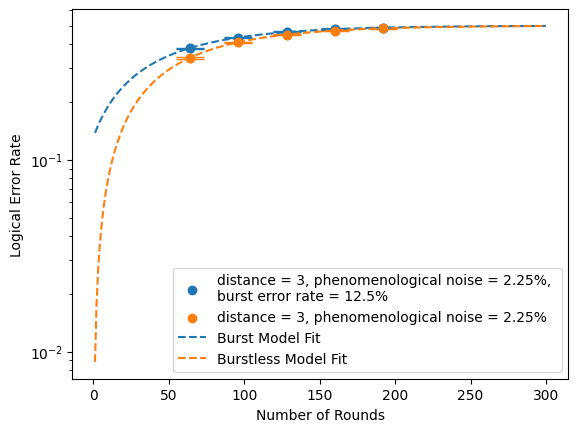 Logical Error Rate
10⁻¹
10⁻²
distance = 3, phenomenological noise = 2.25%,
burst error rate = 12.5%
distance = 3, phenomenological noise = 2.25%
Burst Model Fit
Burstless Model Fit
0 50 100 150 200 250 300
Number of Rounds